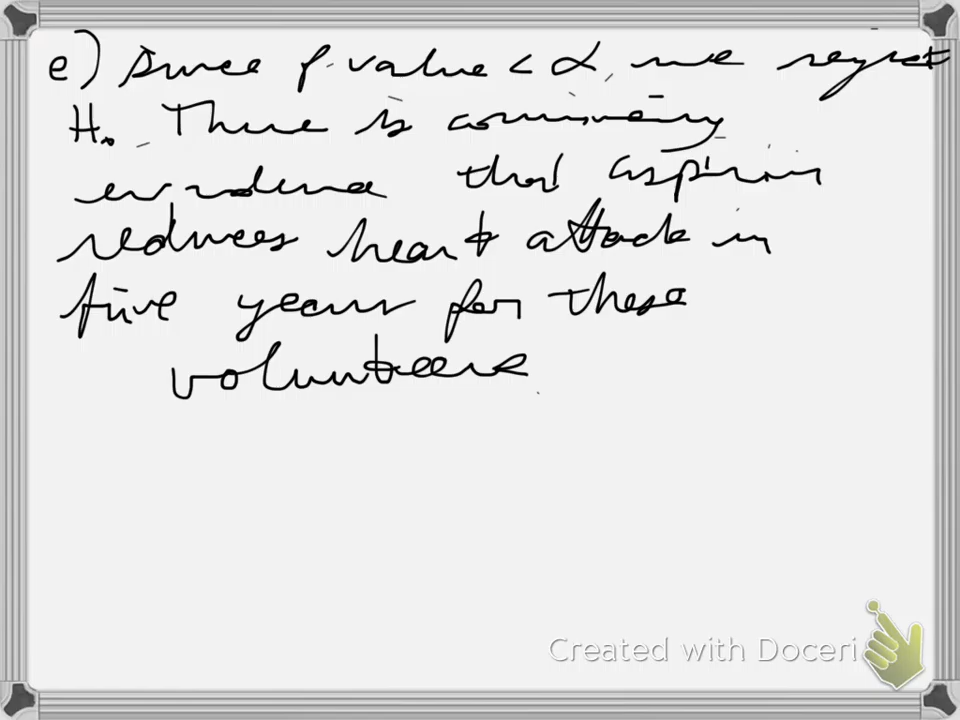 e) Since p-value < α, we reject
H₀. There is convincing
evidence that aspirin
reduces heart attack in
five years for these
volunteers.
Created with Doceri